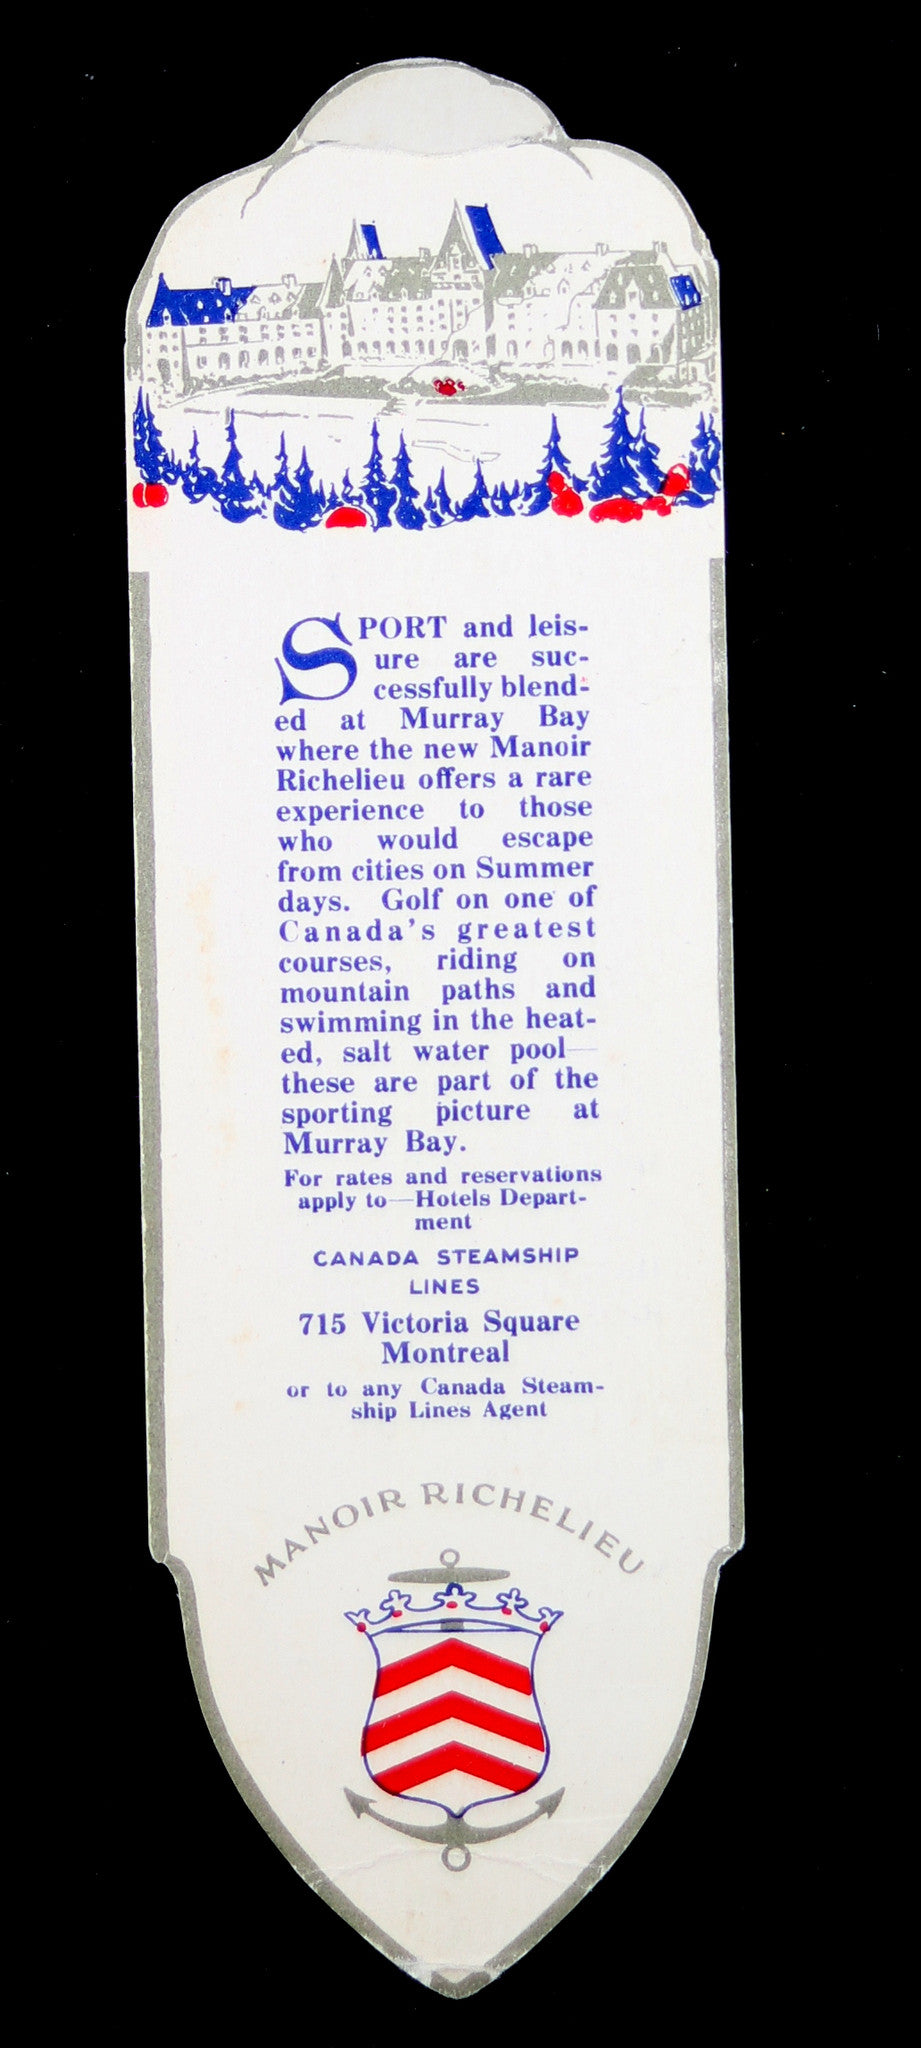 SPORT and leis-
ure are suc-
cessfully blend-
ed at Murray Bay
where the new Manoir
Richelieu offers a rare
experience to those
who would escape
from cities on Summer
days. Golf on one of
Canada's greatest
courses, riding on
mountain paths and
swimming in the heat-
ed, salt water pool—
these are part of the
sporting picture at
Murray Bay.
For rates and reservations
apply to—Hotels Depart-
ment
CANADA STEAMSHIP
LINES
715 Victoria Square
Montreal
or to any Canada Steam-
ship Lines Agent
MANOIR RICHELIEU